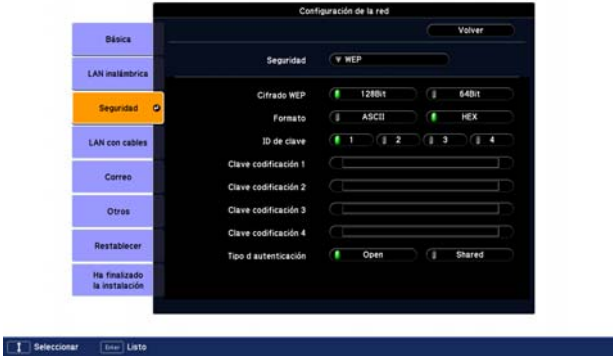 Configuración de la red
Volver
Básica
LAN inalámbrica
Seguridad
LAN con cables
Correo
Otros
Restablecer
Ha finalizado
la instalación
Seguridad WEP
Cifrado WEP 128Bit 64Bit
Formato ASCII HEX
ID de clave 1 2 3 4
Clave codificación 1
Clave codificación 2
Clave codificación 3
Clave codificación 4
Tipo d autenticación Open Shared
Seleccionar Enter Listo